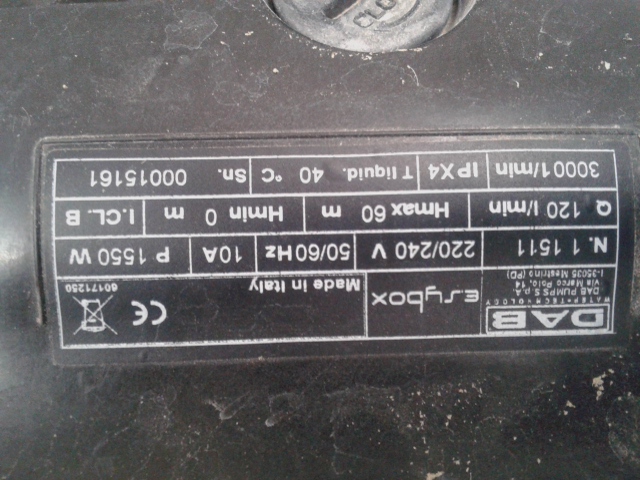 DAB
WATER • TECHNOLOGY
DAB PUMPS S.p.A.
Via Marco Polo, 14
I-35035 Mestrino (PD)
e.sybox
Made in Italy
CE
60171250
N. 1 1511 220/240 V 50/60Hz 10A P 1550 W
Q 120 l/min Hmax 60 m Hmin 0 m I.CL. B
3000 1/min IPX4 T liquid. 40 °C Sn. 00015161
CLO